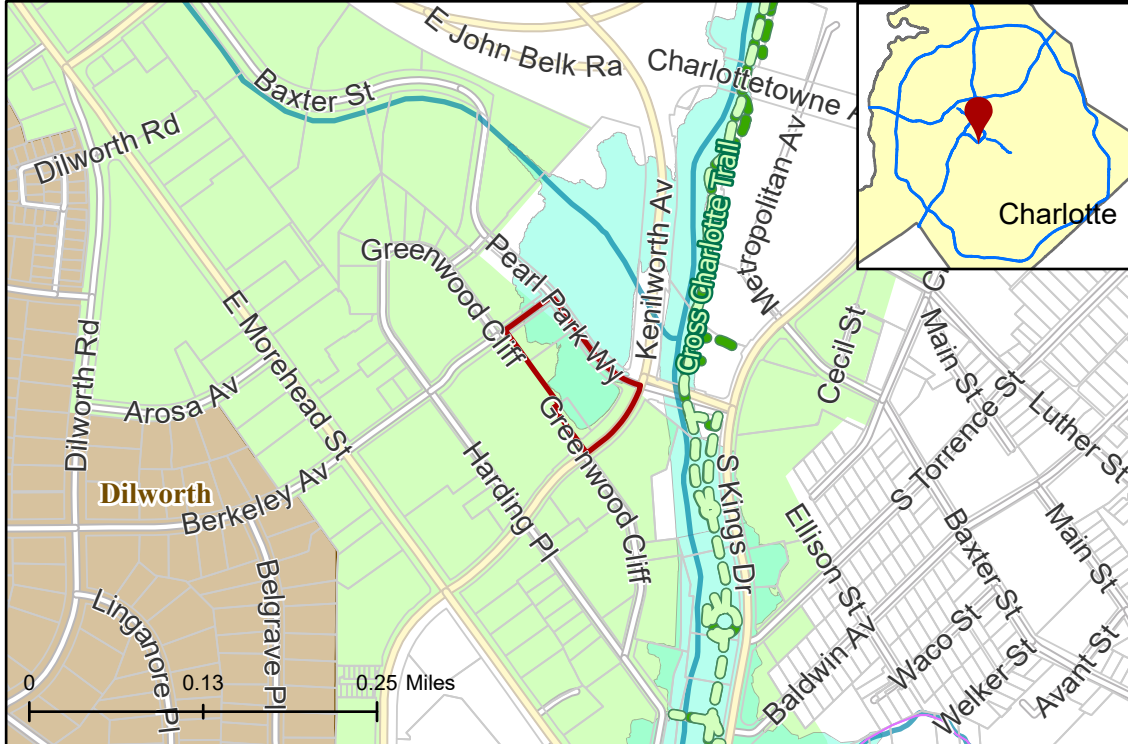 E John Belk Ra
Charlottetowne
Baxter St
Dilworth Rd
Metropolitan Av
Cross Charlotte Trail
Charlotte
Greenwood Cliff
Pearl Park Wy
Kenilworth Av
E Morehead St
Dilworth Rd
Arosa Av
Cecil St
Main St
Luther St
S Torrence St
Greenwood Cliff
Harding Pl
S Kings Dr
Dilworth
Berkeley Av
Ellison St
Baxter St
Main St
Belgrave Pl
Linganore Pl
Baldwin Av
Waco St
Welker St
Avant St
0 0.13 0.25 Miles